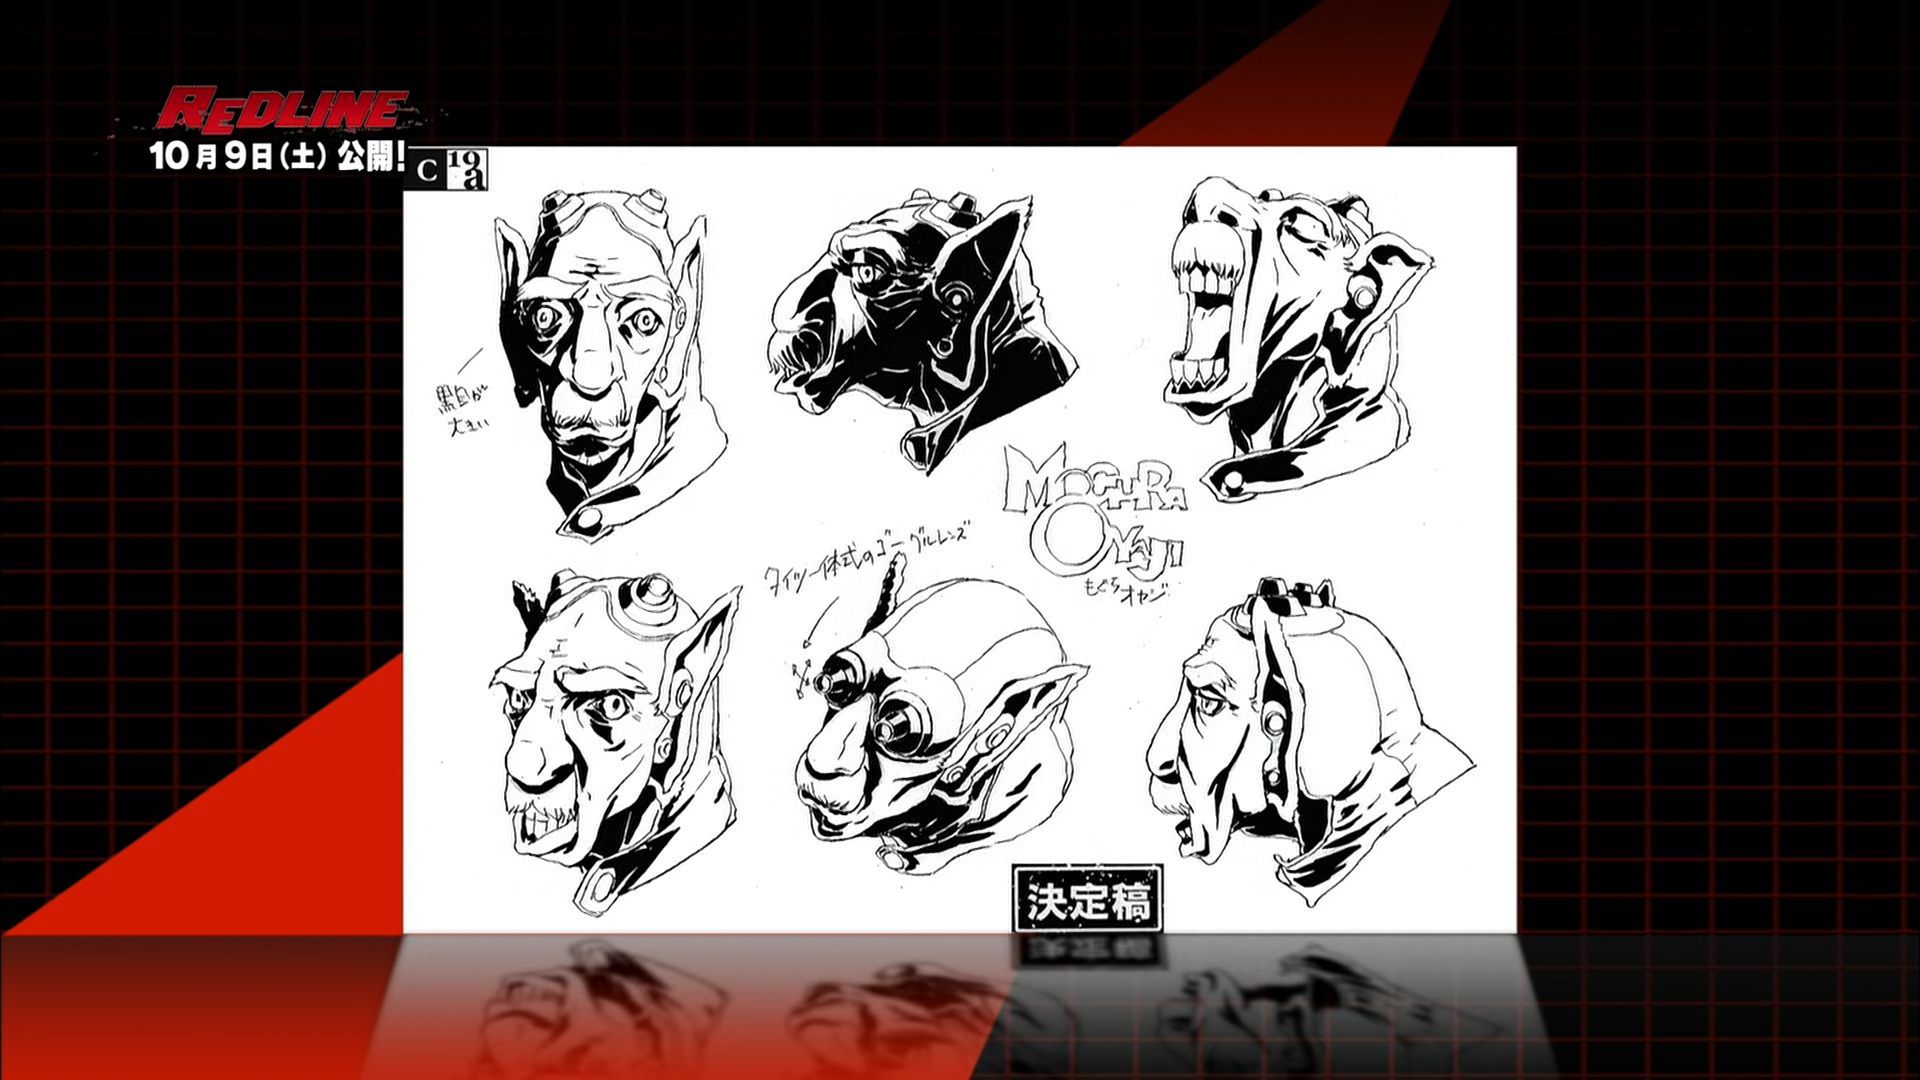 REDLINE
10月9日(土)公開!
C 19a
黒目が
大きい
MOGURA
OYAJI
もぐらオヤジ
タイツ一体式のゴーグルレンズ
決定稿